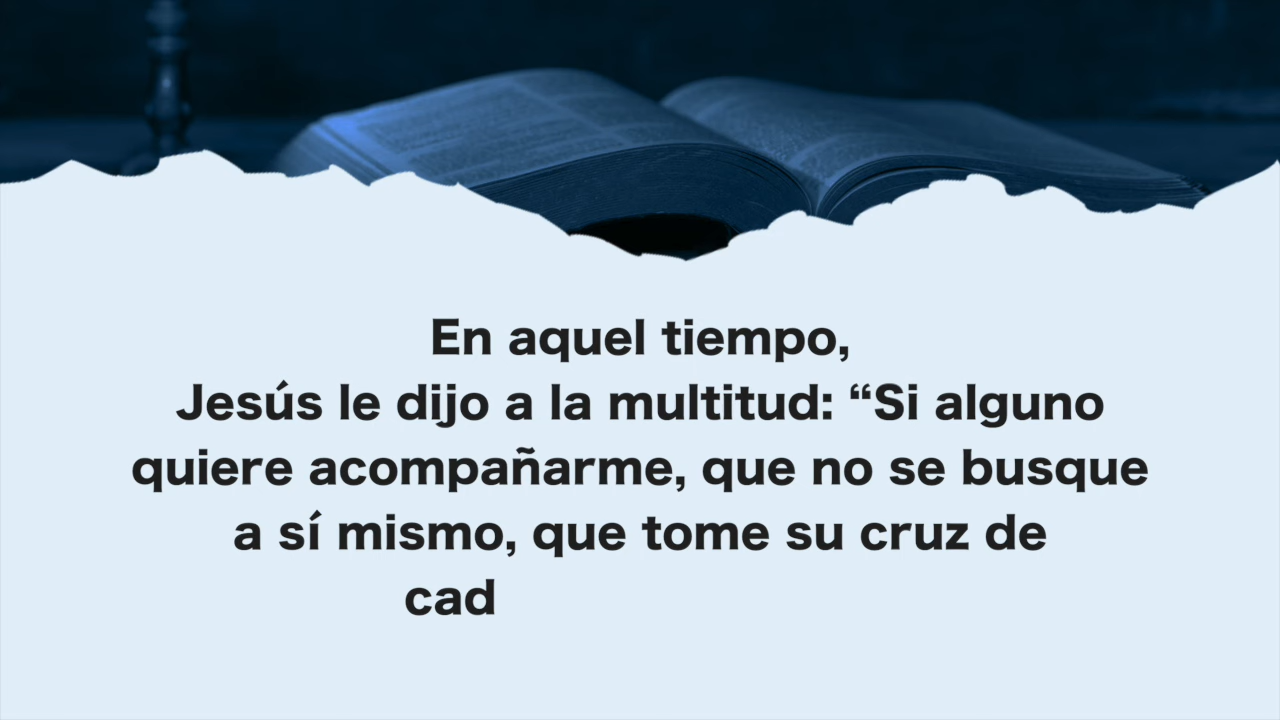 En aquel tiempo,
Jesús le dijo a la multitud: “Si alguno
quiere acompañarme, que no se busque
a sí mismo, que tome su cruz de
cad